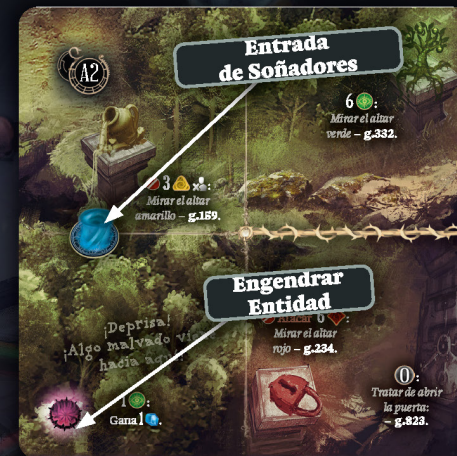 A2
Entrada
de Soñadores
6 :
Mirar el altar
verde – g.332.
3 x :
Mirar el altar
amarillo – g.159.
Engendrar
Entidad
¡Deprisa!
¡Algo malvado
hacia
Atacar 6 :
Mirar el altar
rojo – g.234.
1 :
Gana 1 .
0 :
Tratar de abrir
la puerta:
– g.823.